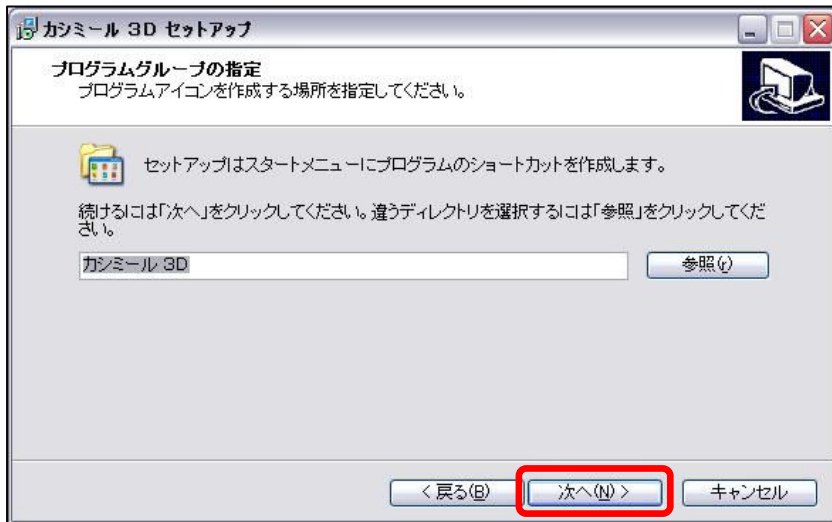 カシミール 3D セットアップ
プログラムグループの指定
プログラムアイコンを作成する場所を指定してください。
セットアップはスタートメニューにプログラムのショートカットを作成します。
続けるには「次へ」をクリックしてください。違うディレクトリを選択するには「参照」をクリックしてくだ
さい。
カシミール 3D
参照(r)
< 戻る(B)
次へ(N) >
キャンセル